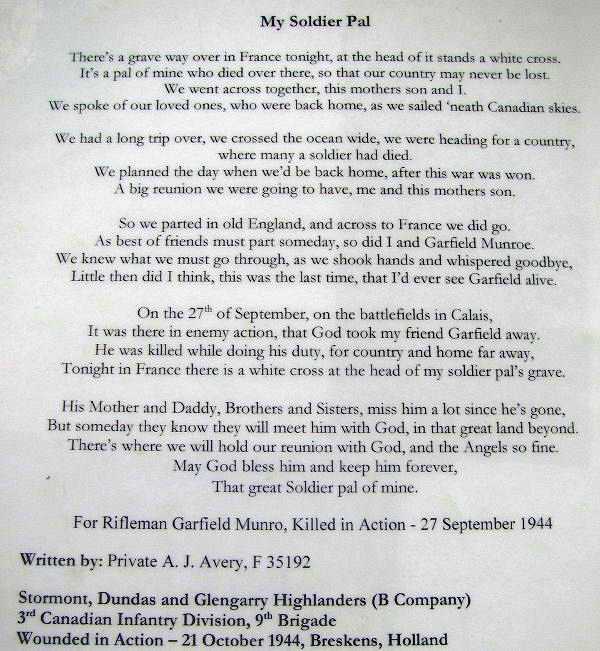 My Soldier Pal
There's a grave way over in France tonight, at the head of it stands a white cross.
It's a pal of mine who died over there, so that our country may never be lost.
We went across together, this mothers son and I.
We spoke of our loved ones, who were back home, as we sailed 'neath Canadian skies.
We had a long trip over, we crossed the ocean wide, we were heading for a country,
where many a soldier had died.
We planned the day when we'd be back home, after this war was won.
A big reunion we were going to have, me and this mothers son.
So we parted in old England, and across to France we did go.
As best of friends must part someday, so did I and Garfield Munroe.
We knew what we must go through, as we shook hands and whispered goodbye,
Little then did I think, this was the last time, that I'd ever see Garfield alive.
On the 27th of September, on the battlefields in Calais,
It was there in enemy action, that God took my friend Garfield away.
He was killed while doing his duty, for country and home far away,
Tonight in France there is a white cross at the head of my soldier pal's grave.
His Mother and Daddy, Brothers and Sisters, miss him a lot since he's gone,
But someday they know they will meet him with God, in that great land beyond.
There's where we will hold our reunion with God, and the Angels so fine.
May God bless him and keep him forever,
That great Soldier pal of mine.
For Rifleman Garfield Munro, Killed in Action - 27 September 1944
Written by: Private A. J. Avery, F 35192
Stormont, Dundas and Glengarry Highlanders (B Company)
3rd Canadian Infantry Division, 9th Brigade
Wounded in Action – 21 October 1944, Breskens, Holland